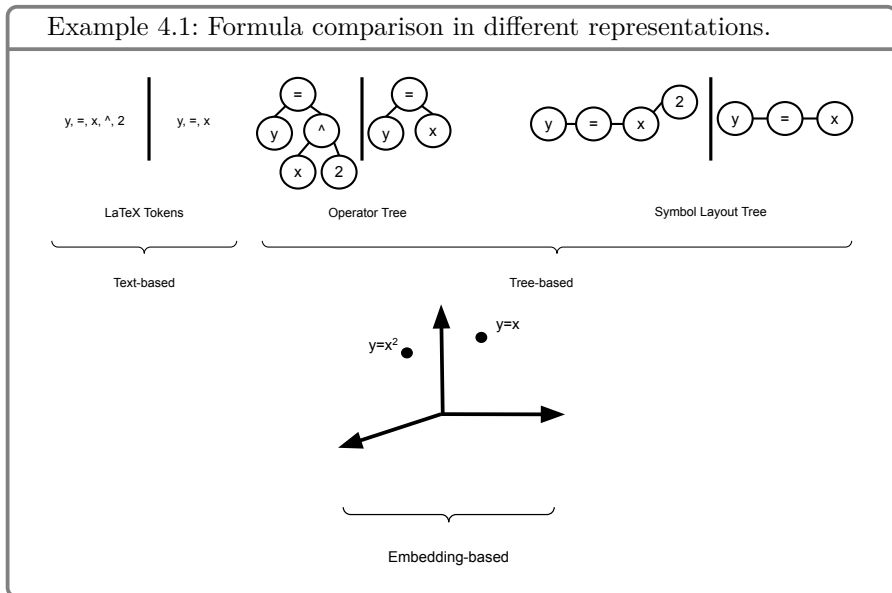 Example 4.1: Formula comparison in different representations.
y, =, x, ^, 2
y, =, x
=
y
^
x
2
=
y
x
y
=
x
2
y
=
x
LaTeX Tokens
Operator Tree
Symbol Layout Tree
Text-based
Tree-based
y=x²
y=x
Embedding-based